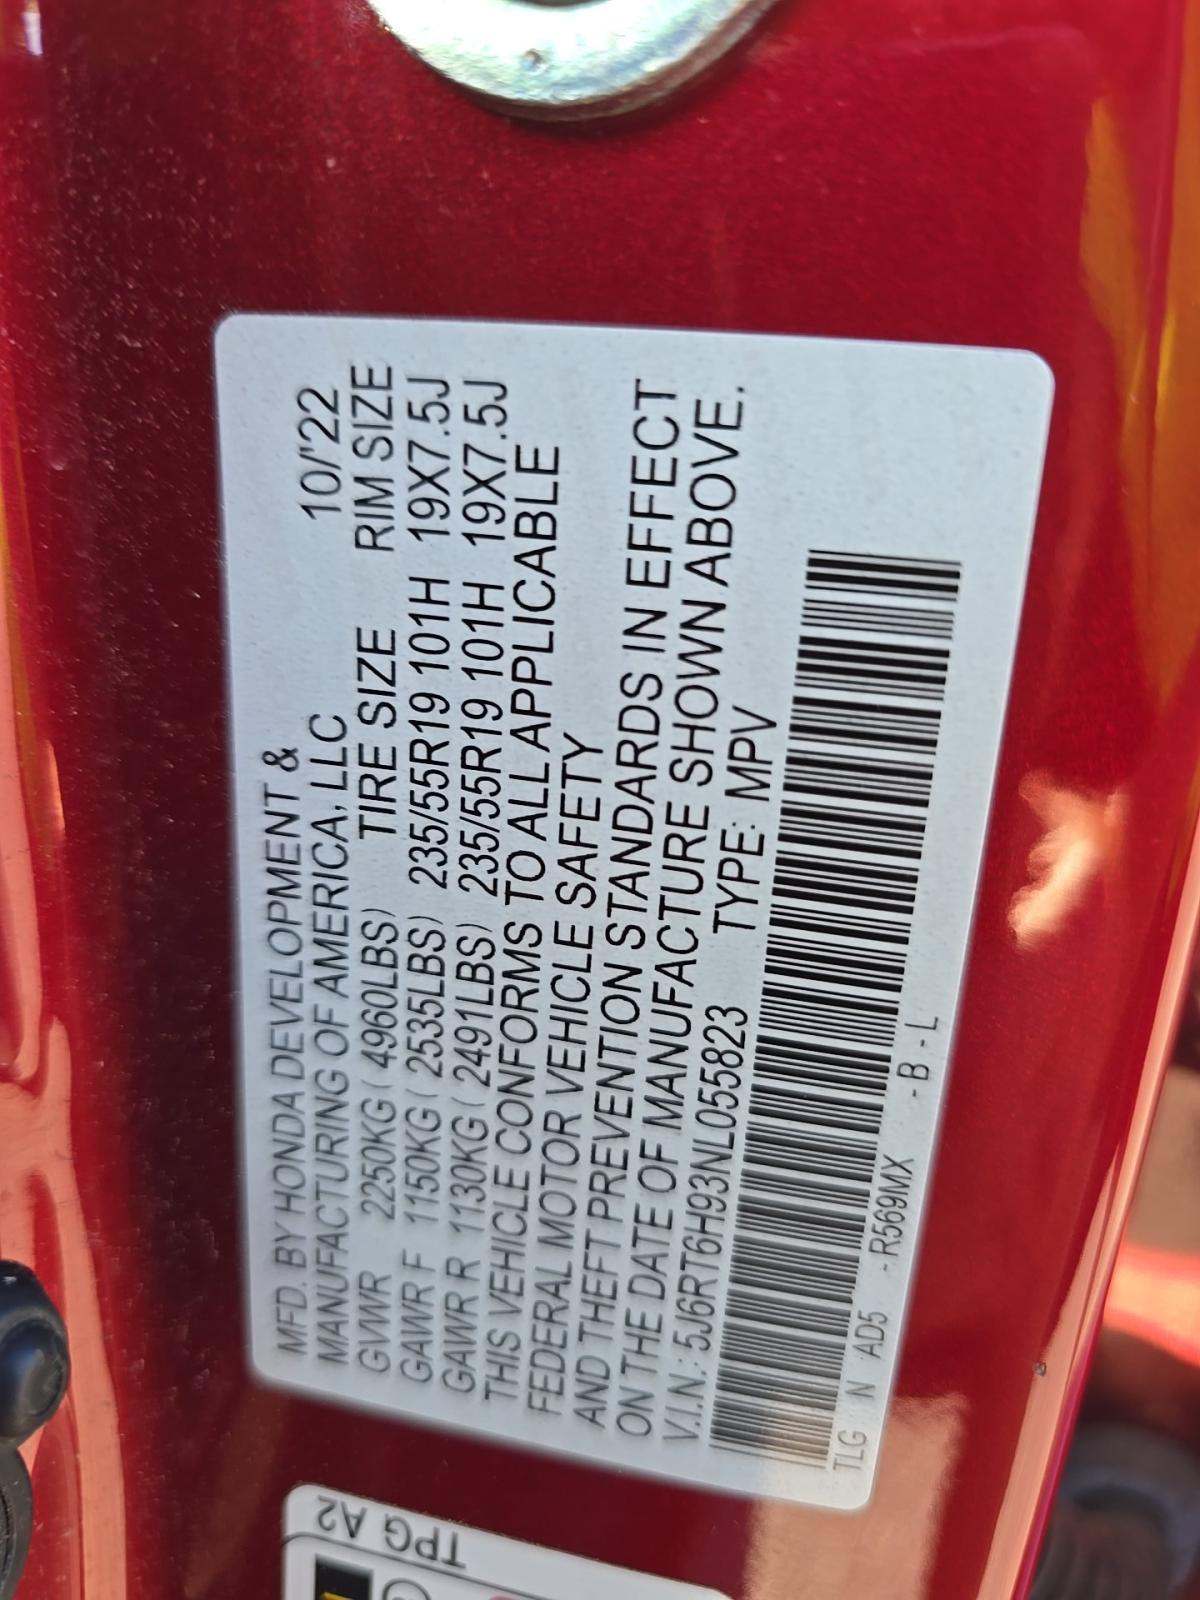 MFD. BY HONDA DEVELOPMENT &
MANUFACTURING OF AMERICA, LLC 10/'22
GVWR 2250KG ( 4960LBS) TIRE SIZE RIM SIZE
GAWR F 1150KG ( 2535LBS) 235/55R19 101H 19X7.5J
GAWR R 1130KG ( 2491LBS) 235/55R19 101H 19X7.5J
THIS VEHICLE CONFORMS TO ALL APPLICABLE
FEDERAL MOTOR VEHICLE SAFETY
AND THEFT PREVENTION STANDARDS IN EFFECT
ON THE DATE OF MANUFACTURE SHOWN ABOVE.
V.I.N.: 5J6RT6H93NL055823 TYPE: MPV
TLG N AD5 -R569MX -B - L
TPG A2